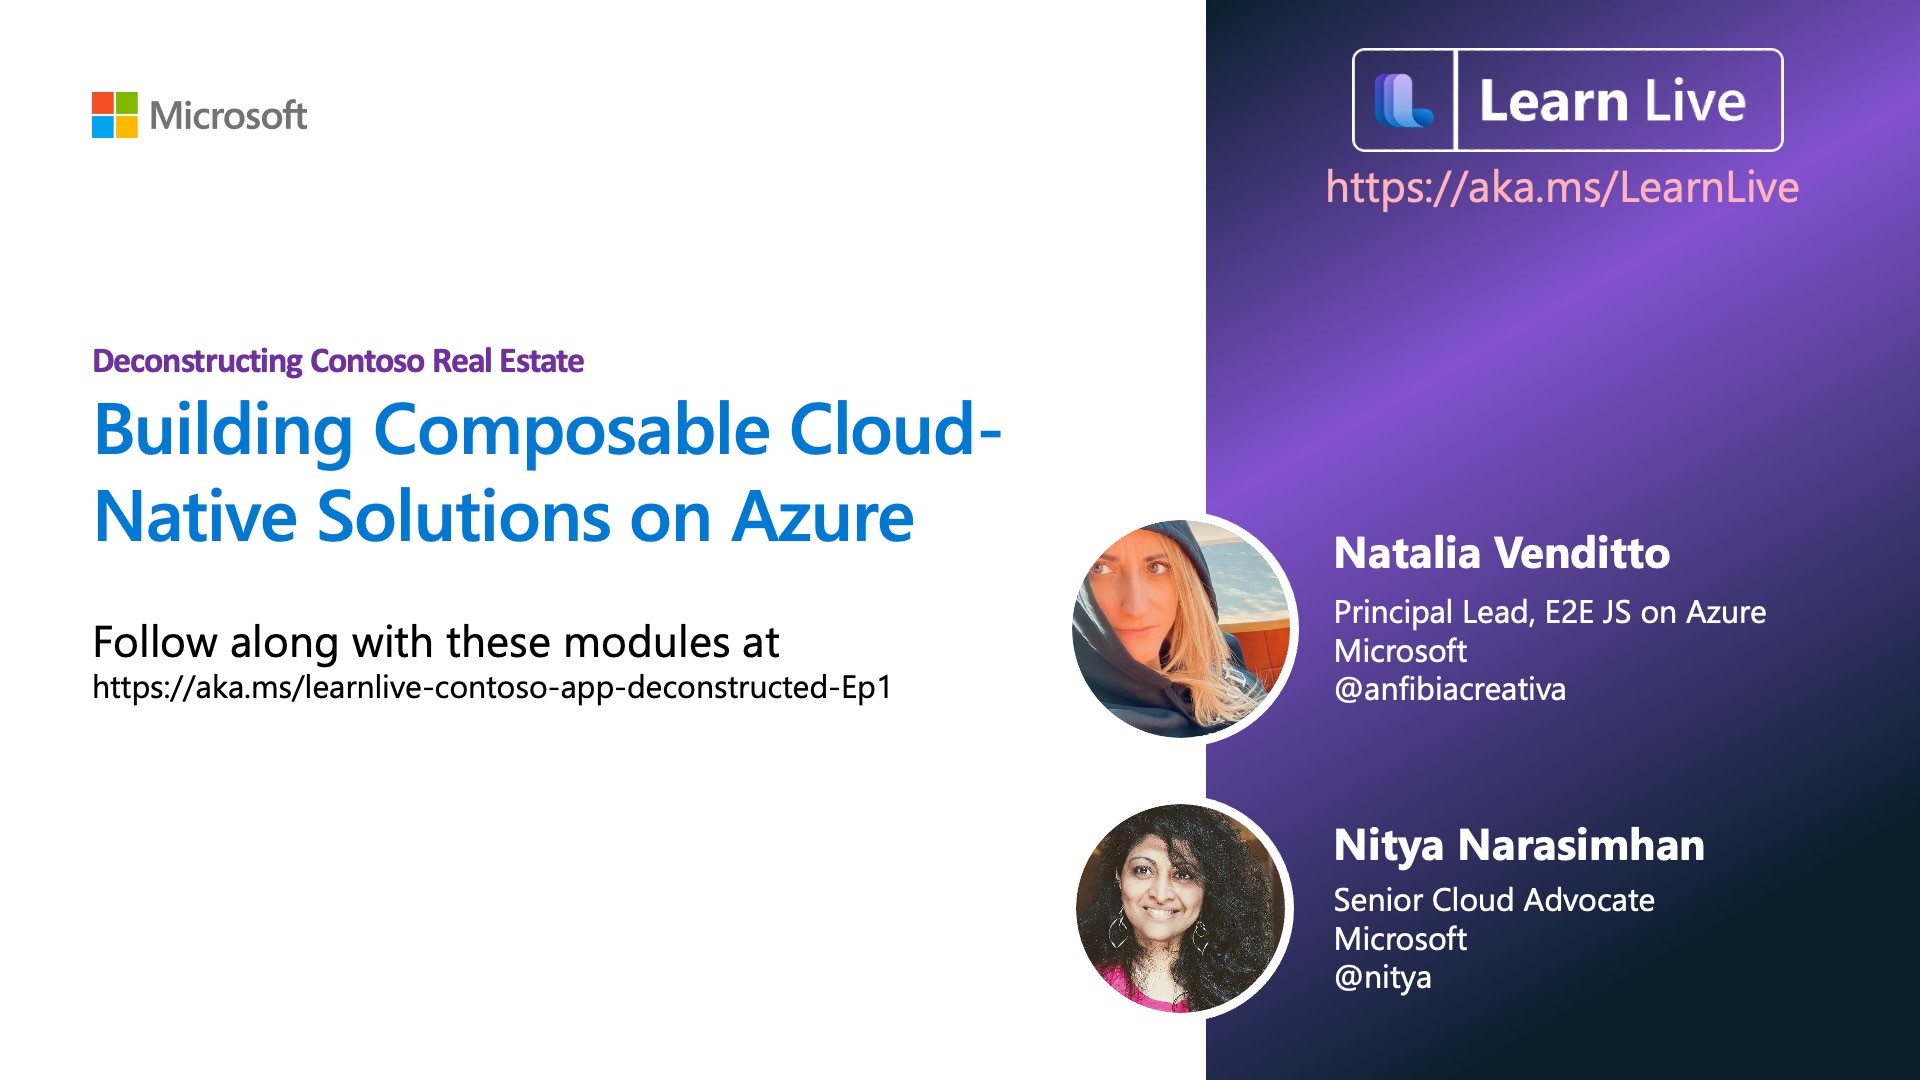 Microsoft
Deconstructing Contoso Real Estate
Building Composable Cloud-
Native Solutions on Azure
Follow along with these modules at
https://aka.ms/learnlive-contoso-app-deconstructed-Ep1
Learn Live
https://aka.ms/LearnLive
Natalia Venditto
Principal Lead, E2E JS on Azure
Microsoft
@anfibiacreativa
Nitya Narasimhan
Senior Cloud Advocate
Microsoft
@nitya